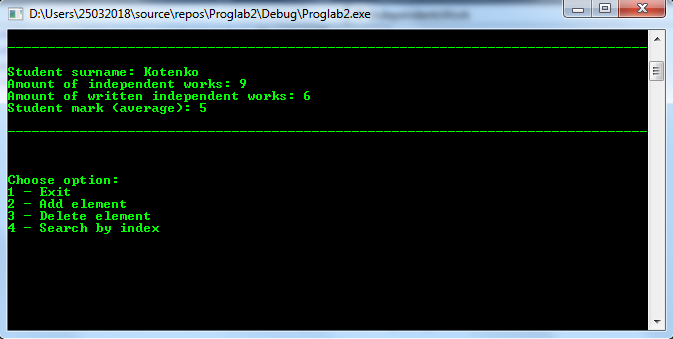 D:\Users\25032018\source\repos\Proglab2\Debug\Proglab2.exe
Student surname: Kotenko
Amount of independent works: 9
Amount of written independent works: 6
Student mark (average): 5
Choose option:
1 - Exit
2 - Add element
3 - Delete element
4 - Search by index